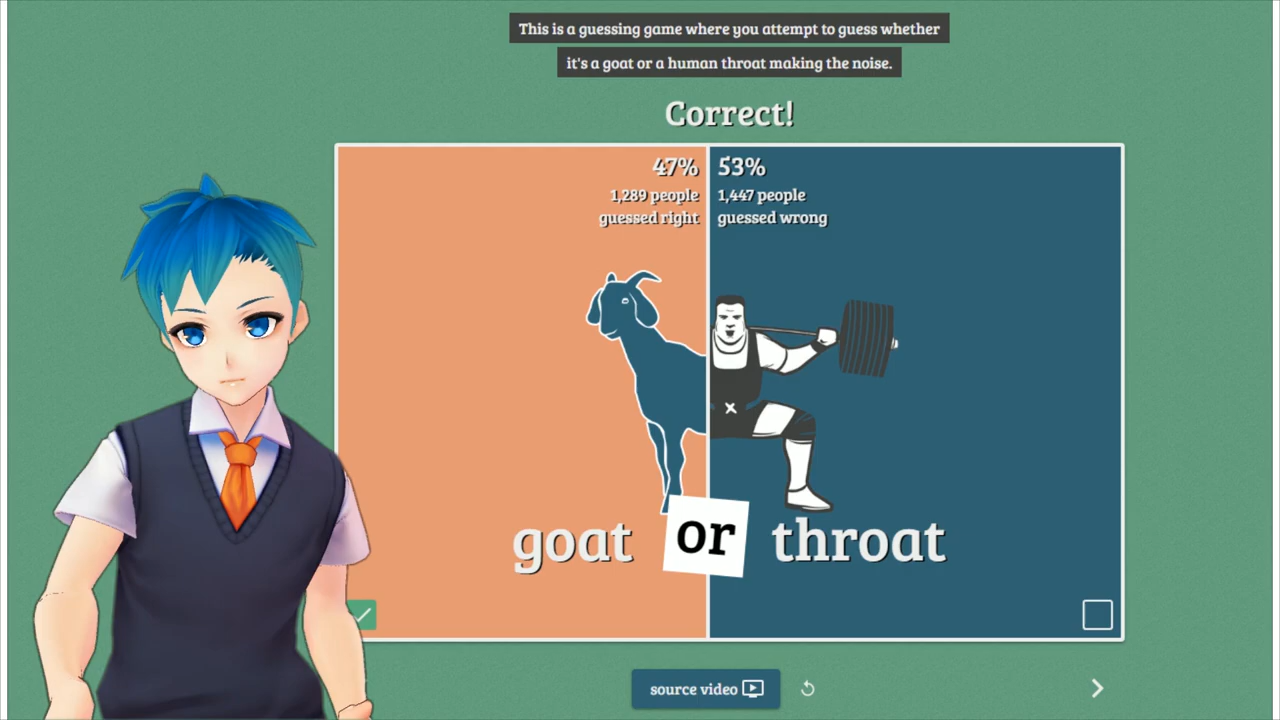 This is a guessing game where you attempt to guess whether
it's a goat or a human throat making the noise.
Correct!
47%
1,289 people
guessed right
53%
1,447 people
guessed wrong
goat or throat
source video